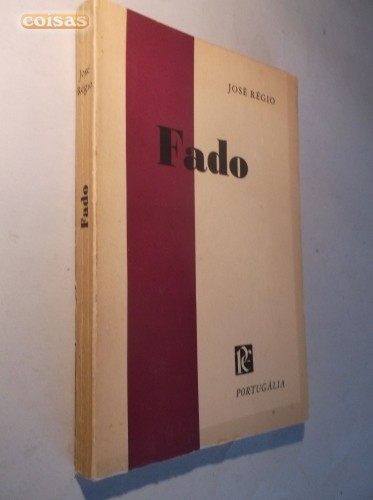 coisas
José
Régio
Fado
JOSÉ RÉGIO
Fado
PORTUGÁLIA